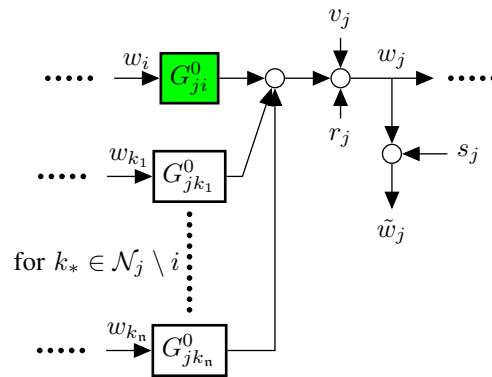 v_j
w_i G^0_{ji} w_j
r_j s_j
w_{k_1} G^0_{jk_1}
w̃_j
for k_* ∈ 𝒩_j \ i
w_{k_n} G^0_{jk_n}